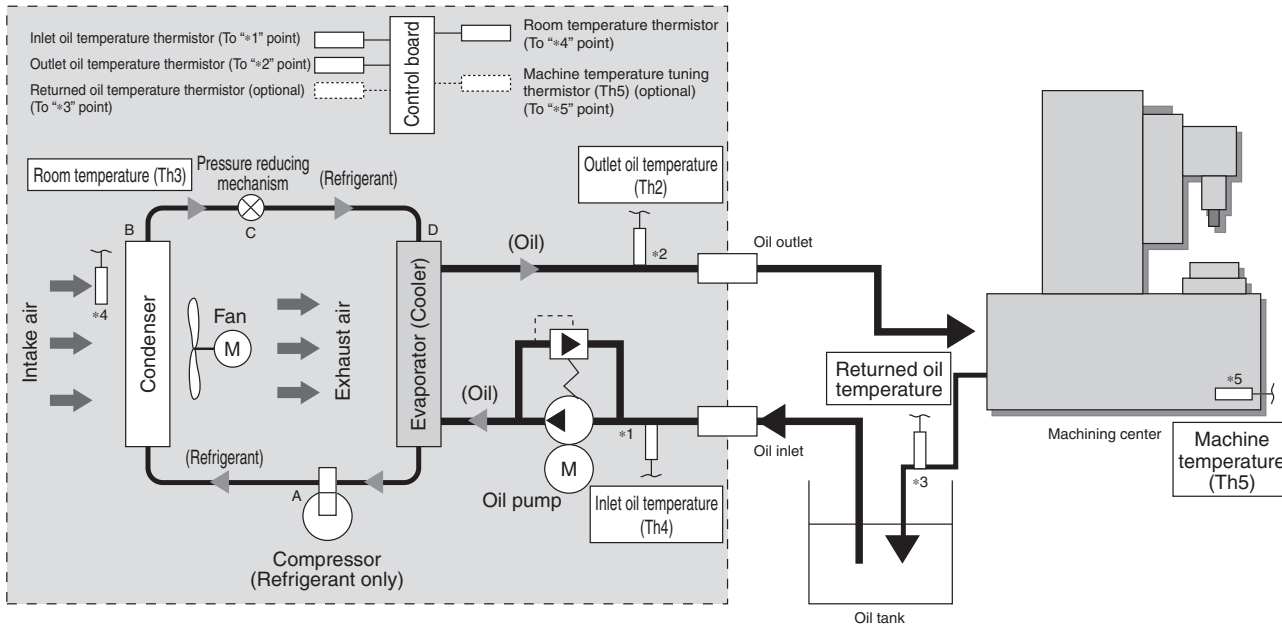 Inlet oil temperature thermistor (To “*1” point)
Outlet oil temperature thermistor (To “*2” point)
Returned oil temperature thermistor (optional)
(To “*3” point)
Control board
Room temperature thermistor
(To “*4” point)
Machine temperature tuning
thermistor (Th5) (optional)
(To “*5” point)
Room temperature (Th3)
Pressure reducing
mechanism
(Refrigerant)
Outlet oil temperature
(Th2)
B
C
D
(Oil)
*2
Oil outlet
Intake air
*4
Condenser
Fan
M
Exhaust air
Evaporator (Cooler)
(Oil)
*1
Oil inlet
M
Oil pump
Inlet oil temperature
(Th4)
(Refrigerant)
A
Compressor
(Refrigerant only)
Returned oil
temperature
*3
Oil tank
*5
Machining center
Machine
temperature
(Th5)